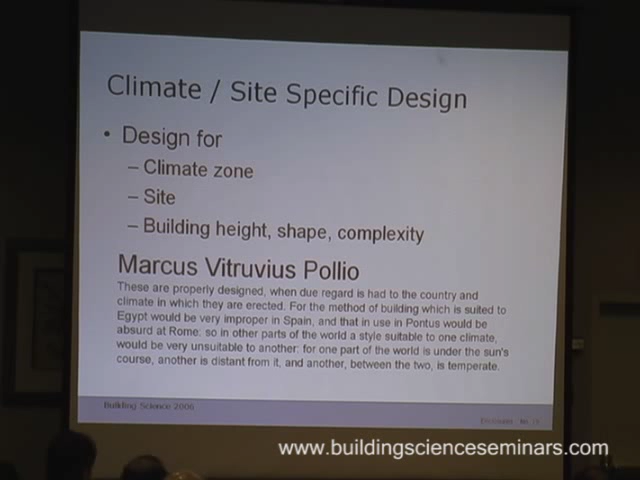 Climate / Site Specific Design
• Design for
– Climate zone
– Site
– Building height, shape, complexity
Marcus Vitruvius Pollio
These are properly designed, when due regard is had to the country and
climate in which they are erected. For the method of building which is suited to
Egypt would be very improper in Spain, and that in use in Pontus would be
absurd at Rome: so in other parts of the world a style suitable to one climate,
would be very unsuitable to another: for one part of the world is under the sun's
course, another is distant from it, and another, between the two, is temperate.
Building Science 2006
www.buildingscienceseminars.com